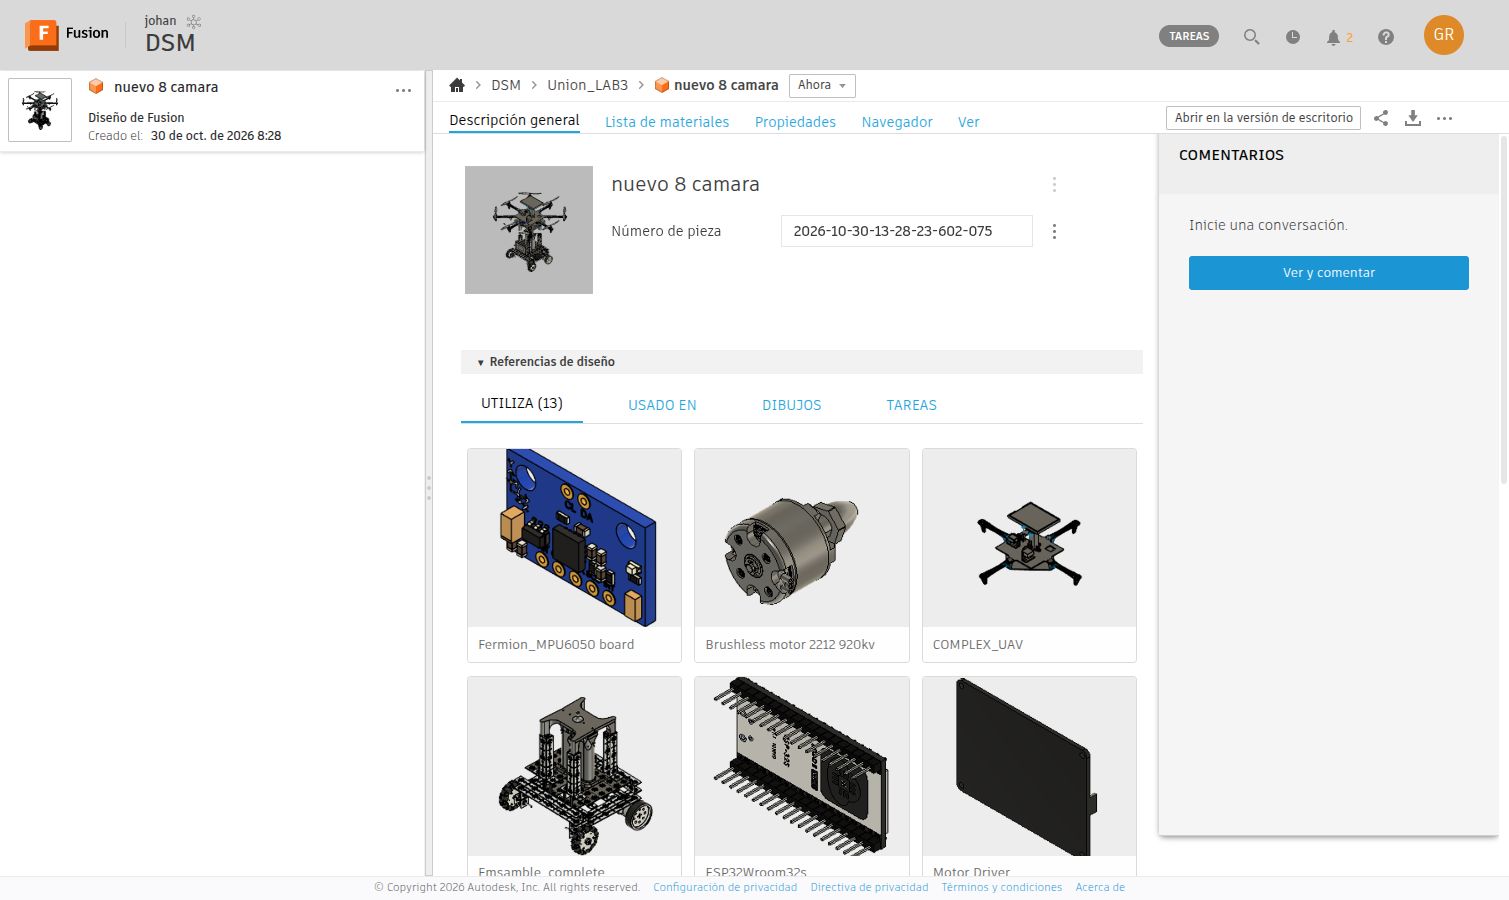 F Fusion
johan
DSM
TAREAS
2
GR
nuevo 8 camara
Diseño de Fusion
Creado el: 30 de oct. de 2026 8:28
DSM
Union_LAB3
nuevo 8 camara
Ahora
Descripción general
Lista de materiales
Propiedades
Navegador
Ver
Abrir en la versión de escritorio
COMENTARIOS
Inicie una conversación.
Ver y comentar
nuevo 8 camara
Número de pieza
2026-10-30-13-28-23-602-075
Referencias de diseño
UTILIZA (13)
USADO EN
DIBUJOS
TAREAS
CL DA
Fermion_MPU6050 board
Brushless motor 2212 920kv
COMPLEX_UAV
Emsamble_complete
ESP32Wroom32s
Motor Driver
© Copyright 2026 Autodesk, Inc. All rights reserved. Configuración de privacidad Directiva de privacidad Términos y condiciones Acerca de